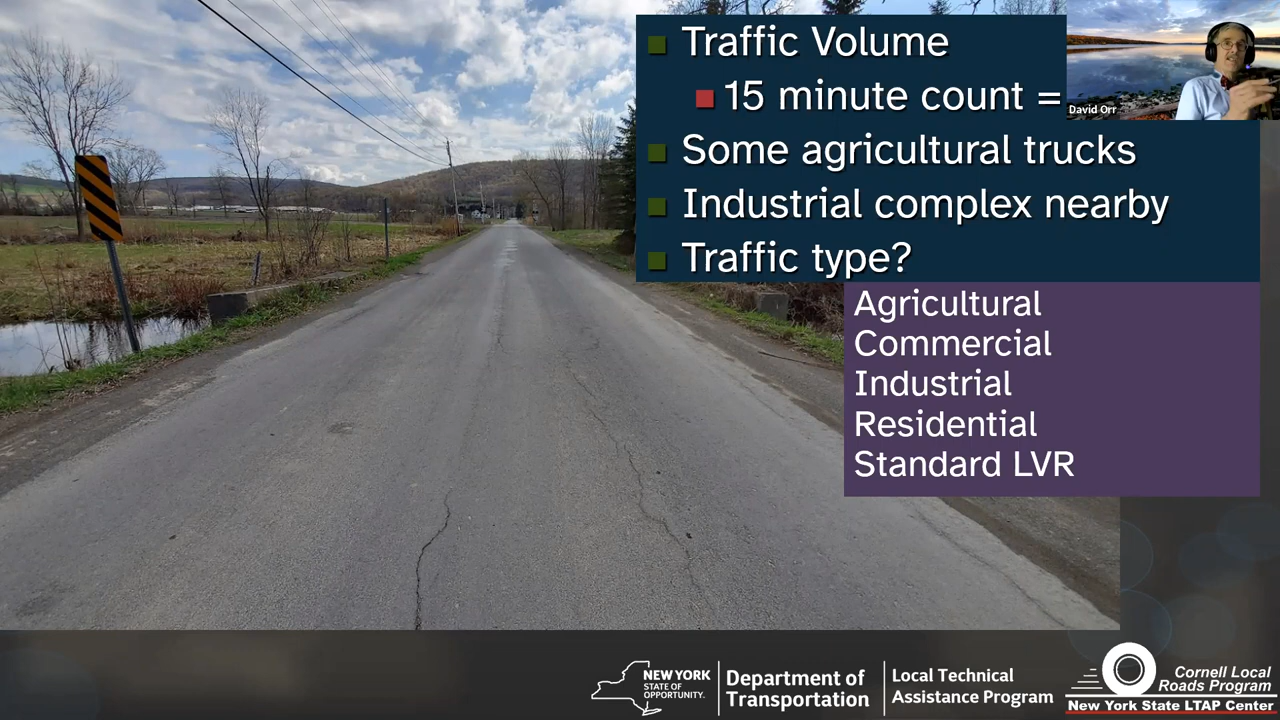 Traffic Volume
15 minute count =
David Orr
Some agricultural trucks
Industrial complex nearby
Traffic type?
Agricultural
Commercial
Industrial
Residential
Standard LVR
NEW YORK
STATE OF
OPPORTUNITY.
Department of
Transportation
Local Technical
Assistance Program
Cornell Local
Roads Program
New York State LTAP Center